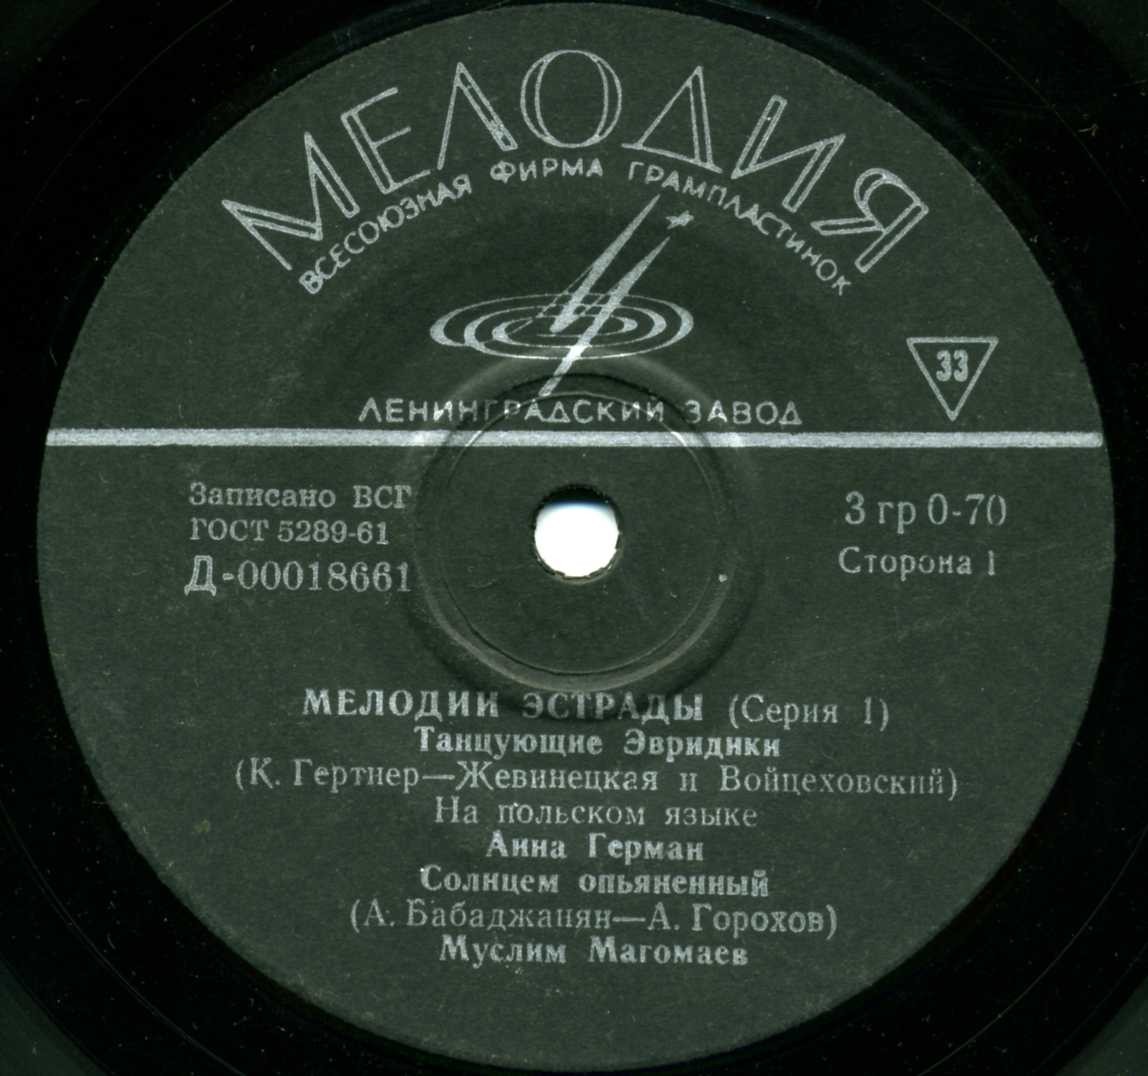 МЕЛОДИЯ
ВСЕСОЮЗНАЯ ФИРМА ГРАМПЛАСТИНОК
33
ЛЕНИНГРАДСКИЙ ЗАВОД
Записано ВСГ
ГОСТ 5289-61
Д-00018661
3 гр 0-70
Сторона 1
МЕЛОДИИ ЭСТРАДЫ (Серия 1)
Танцующие Эвридики
(К. Гертнер—Жевинецкая и Войцеховский)
На польском языке
Анна Герман
Солнцем опьяненный
(А. Бабаджанян—А. Горохов)
Муслим Магомаев